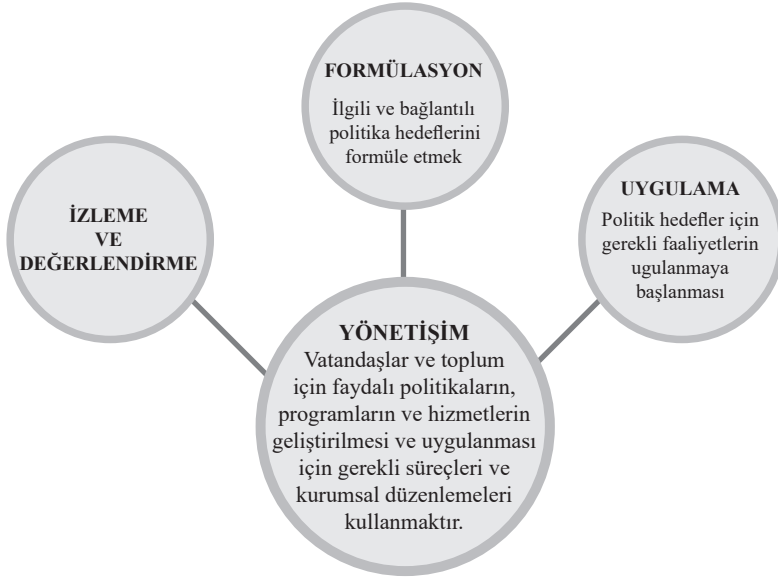 FORMÜLASYON
İlgili ve bağlantılı
politika hedeflerini
formüle etmek
İZLEME
VE
DEĞERLENDİRME
UYGULAMA
Politik hedefler için
gerekli faaliyetlerin
ugulanmaya
başlanması
YÖNETİŞİM
Vatandaşlar ve toplum
için faydalı politikaların,
programların ve hizmetlerin
geliştirilmesi ve uygulanması
için gerekli süreçleri ve
kurumsal düzenlemeleri
kullanmaktır.